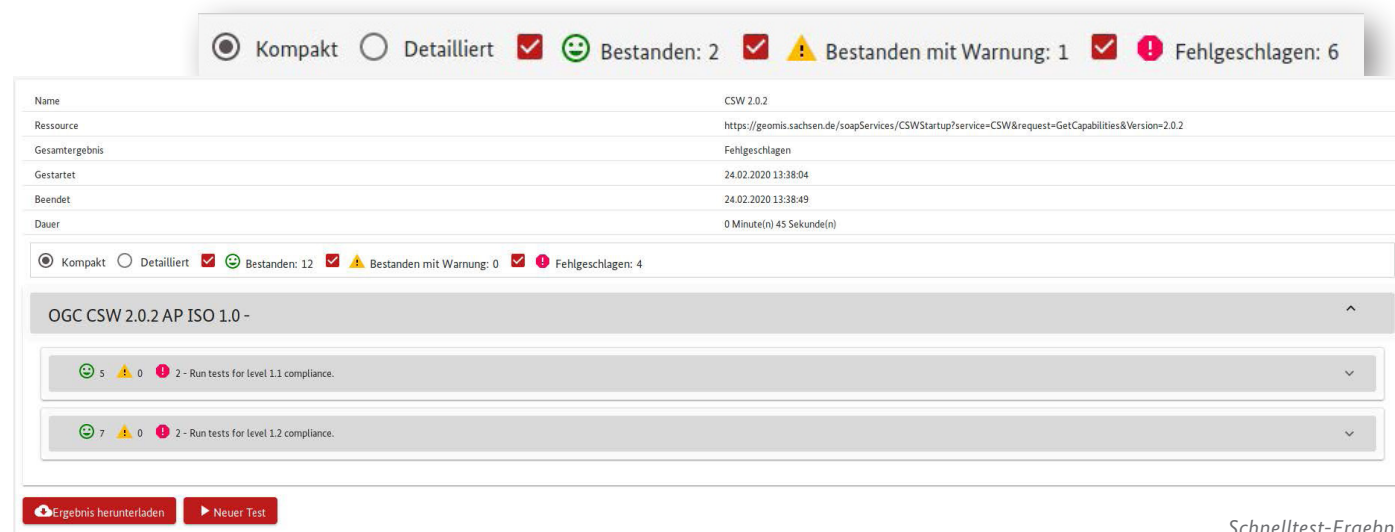 Kompakt Detailliert Bestanden: 2 Bestanden mit Warnung: 1 Fehlgeschlagen: 6
Name CSW 2.0.2
Ressource https://geomis.sachsen.de/soapServices/CSWStartup?service=CSW&request=GetCapabilities&Version=2.0.2
Gesamtergebnis Fehlgeschlagen
Gestartet 24.02.2020 13:38:04
Beendet 24.02.2020 13:38:49
Dauer 0 Minute(n) 45 Sekunde(n)
Kompakt Detailliert Bestanden: 12 Bestanden mit Warnung: 0 Fehlgeschlagen: 4
OGC CSW 2.0.2 AP ISO 1.0 -
5 0 2 - Run tests for level 1.1 compliance.
7 0 2 - Run tests for level 1.2 compliance.
Ergebnis herunterladen Neuer Test
Schnelltest-Ergebn